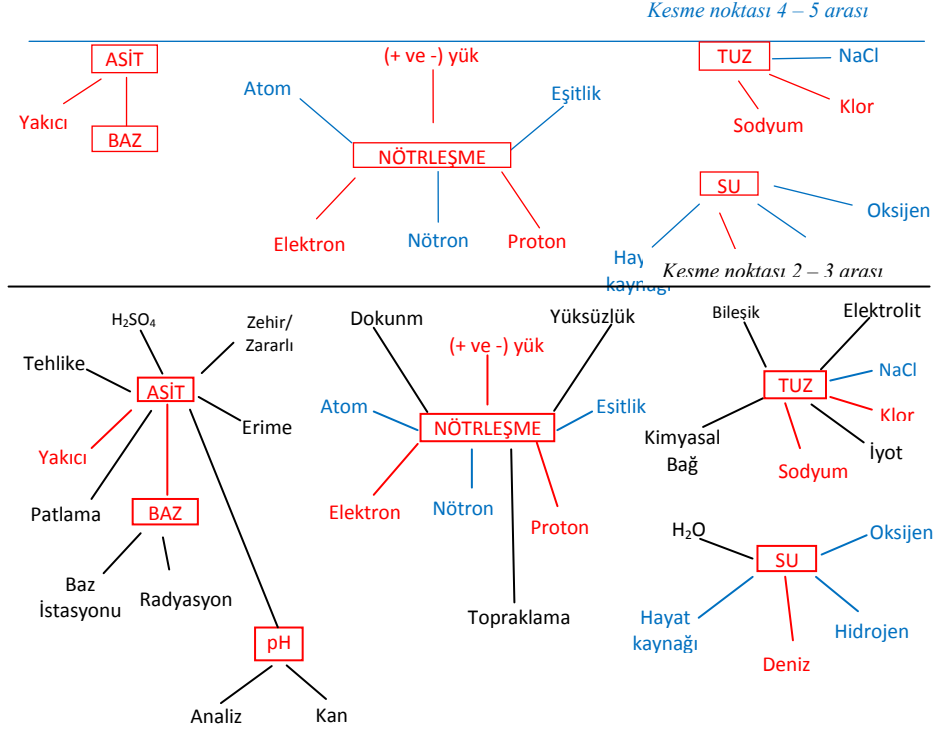 Kesme noktası 4 – 5 arası
ASİT
(+ ve -) yük
TUZ
NaCl
Atom
Eşitlik
Yakıcı
Klor
Sodyum
BAZ
NÖTRLEŞME
SU
Oksijen
Elektron
Nötron
Proton
Hay
kaynağı
Kesme noktası 2 – 3 arası
H₂SO₄
Zehir/
Zararlı
Dokunm
Yüksüzlük
Bileşik
Elektrolit
Tehlike
(+ ve -) yük
ASİT
TUZ
NaCl
Atom
Eşitlik
Klor
Erime
NÖTRLEŞME
Kimyasal
Bağ
İyot
Yakıcı
Sodyum
Patlama
BAZ
Elektron
Nötron
Proton
H₂O
Oksijen
SU
Baz
İstasyonu
Radyasyon
Topraklama
Hayat
kaynağı
Hidrojen
pH
Deniz
Analiz
Kan